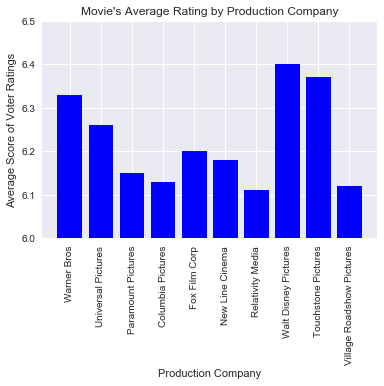 Movie's Average Rating by Production Company
Average Score of Voter Ratings
6.5
6.4
6.3
6.2
6.1
6.0
Warner Bros
Universal Pictures
Paramount Pictures
Columbia Pictures
Fox Film Corp
New Line Cinema
Relativity Media
Walt Disney Pictures
Touchstone Pictures
Village Roadshow Pictures
Production Company